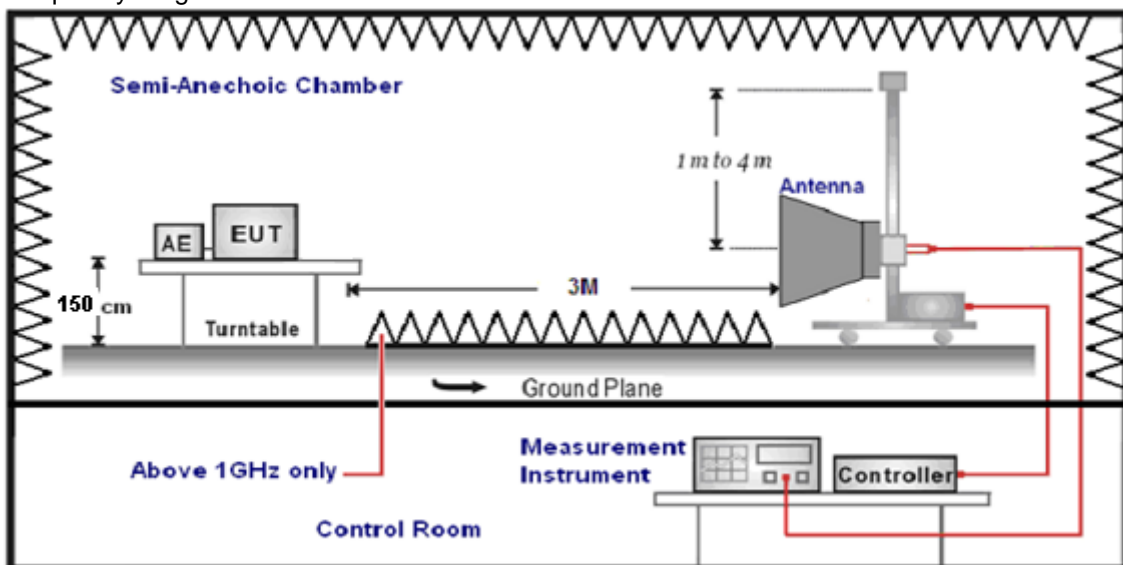 Semi-Anechoic Chamber
1 m to 4 m
Antenna
AE
EUT
150 cm
3M
Turntable
Ground Plane
Above 1GHz only
Measurement
Instrument
Controller
Control Room